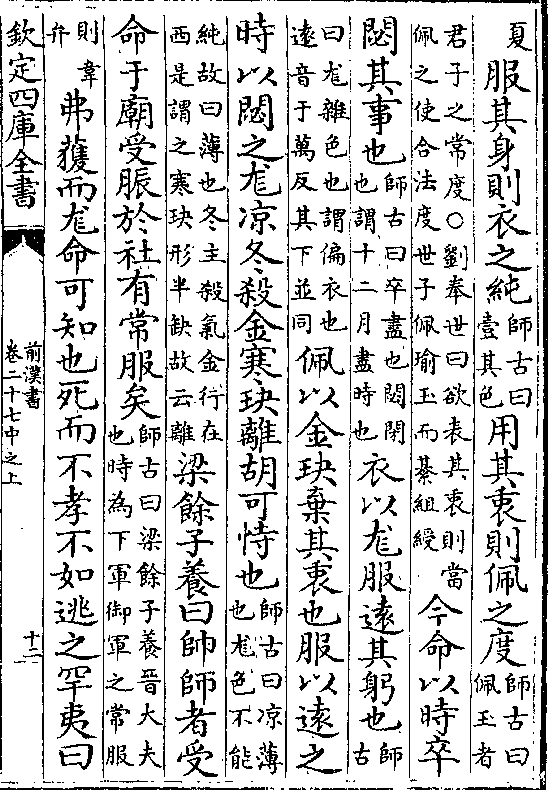 夏服其身則衣之純師古曰壹其色用其衷則佩之度師古曰佩玉者
君子之常度○劉奉世曰欲表其衷則當佩之使合法度世子佩瑜玉而綦組綬今命以時卒
閟其事也師古曰卒盡也閟閉也謂十二月盡時也衣以尨服遠其躬也師古
曰尨雜色也謂偏衣也遠音于萬反其下並同佩以金玦棄其衷也服以遠之
時以閟之尨凉冬殺金寒玦離胡可恃也師古曰凉薄也尨色不能
純故曰薄也冬主殺氣金行在西是謂之寒玦形半缺故云離梁餘子養曰帥師者受
命于廟受脤於社有常服矣師古曰梁餘子養晉大夫也時為下軍御軍之常服
則韋弁弗獲而尨命可知也死而不孝不如逃之罕夷曰
欽定四庫全書
前漢書
卷二十七中之上
十二